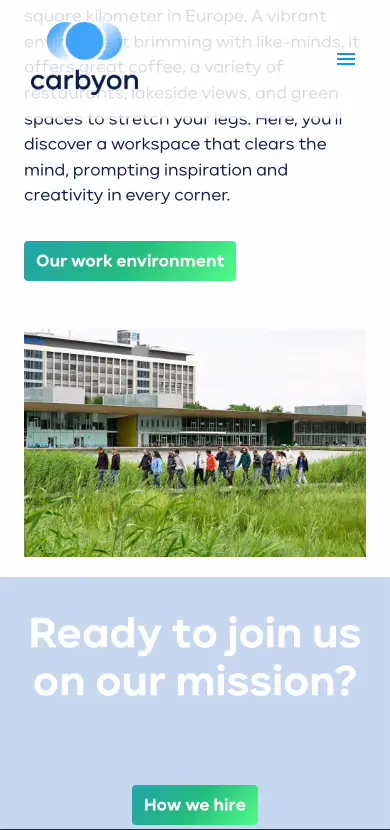 square kilometer in Europe. A vibrant
brimming with like-minds, it
offers great coffee, a variety of
carbyon
restaurants, lakeside views, and green
spaces to stretch your legs. Here, you'll
discover a workspace that clears the
mind, prompting inspiration and
creativity in every corner.
Our work environment
Ready to join us
on our mission?
How we hire